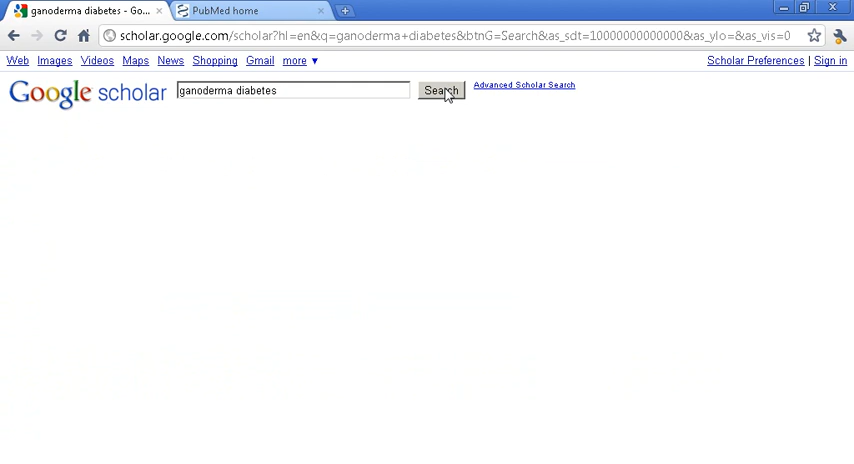 ganoderma diabetes - Go...
PubMed home
scholar.google.com/scholar?hl=en&q=ganoderma+diabetes&btnG=Search&as_sdt=10000000000000&as_ylo=&as_vis=0
Web Images Videos Maps News Shopping Gmail more ▼
Scholar Preferences | Sign in
Google scholar
ganoderma diabetes
Search
Advanced Scholar Search